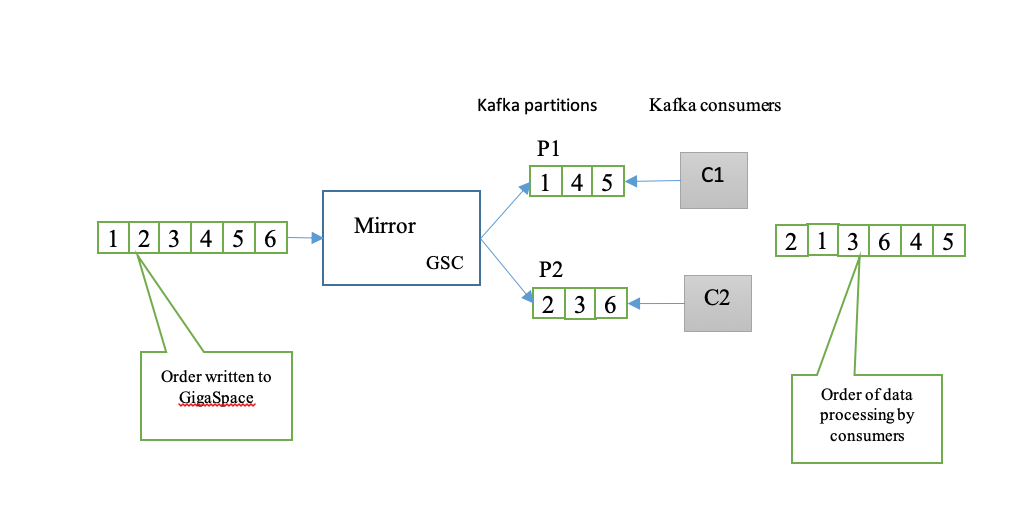 Kafka partitions
Kafka consumers
P1
1 4 5
C1
1 2 3 4 5 6
Mirror
GSC
2 1 3 6 4 5
P2
2 3 6
C2
Order written to
GigaSpace
Order of data
processing by
consumers